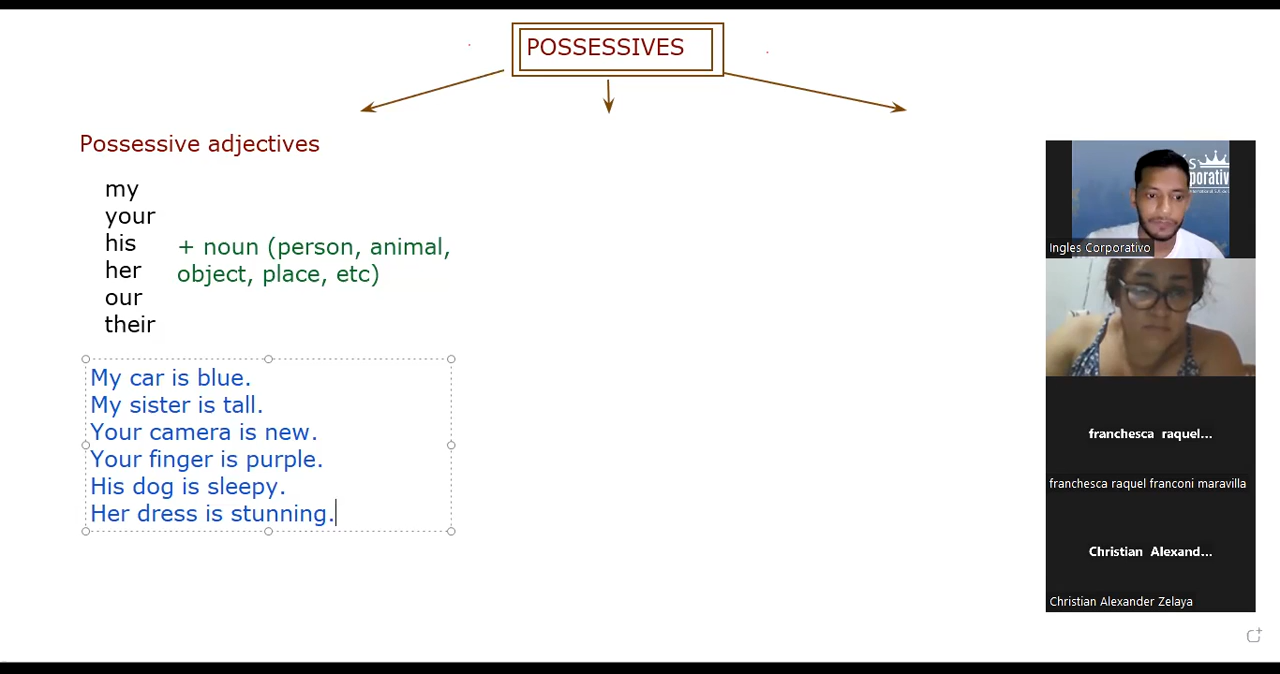 POSSESSIVES
Possessive adjectives
my
your
his
her
our
their
+ noun (person, animal,
object, place, etc)
My car is blue.
My sister is tall.
Your camera is new.
Your finger is purple.
His dog is sleepy.
Her dress is stunning.
Ingles Corporativo
franchesca raquel...
franchesca raquel franconi maravilla
Christian Alexand...
Christian Alexander Zelaya